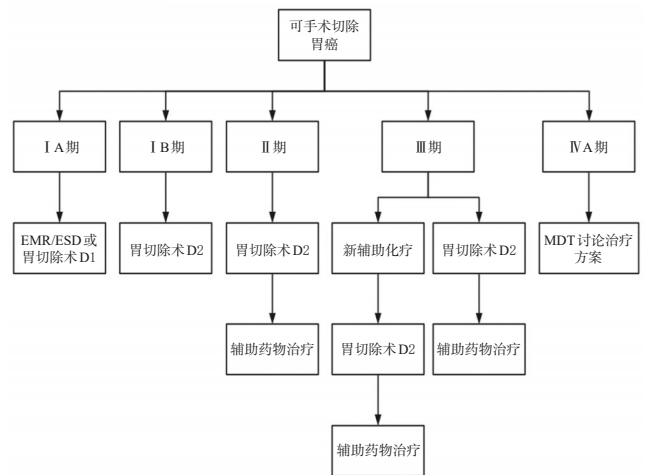 可手术切除
胃癌
ⅠA期
ⅠB期
Ⅱ期
Ⅲ期
ⅣA期
EMR/ESD或
胃切除术D1
胃切除术D2
胃切除术D2
新辅助化疗
胃切除术D2
MDT讨论治疗
方案
辅助药物治疗
胃切除术D2
辅助药物治疗
辅助药物治疗